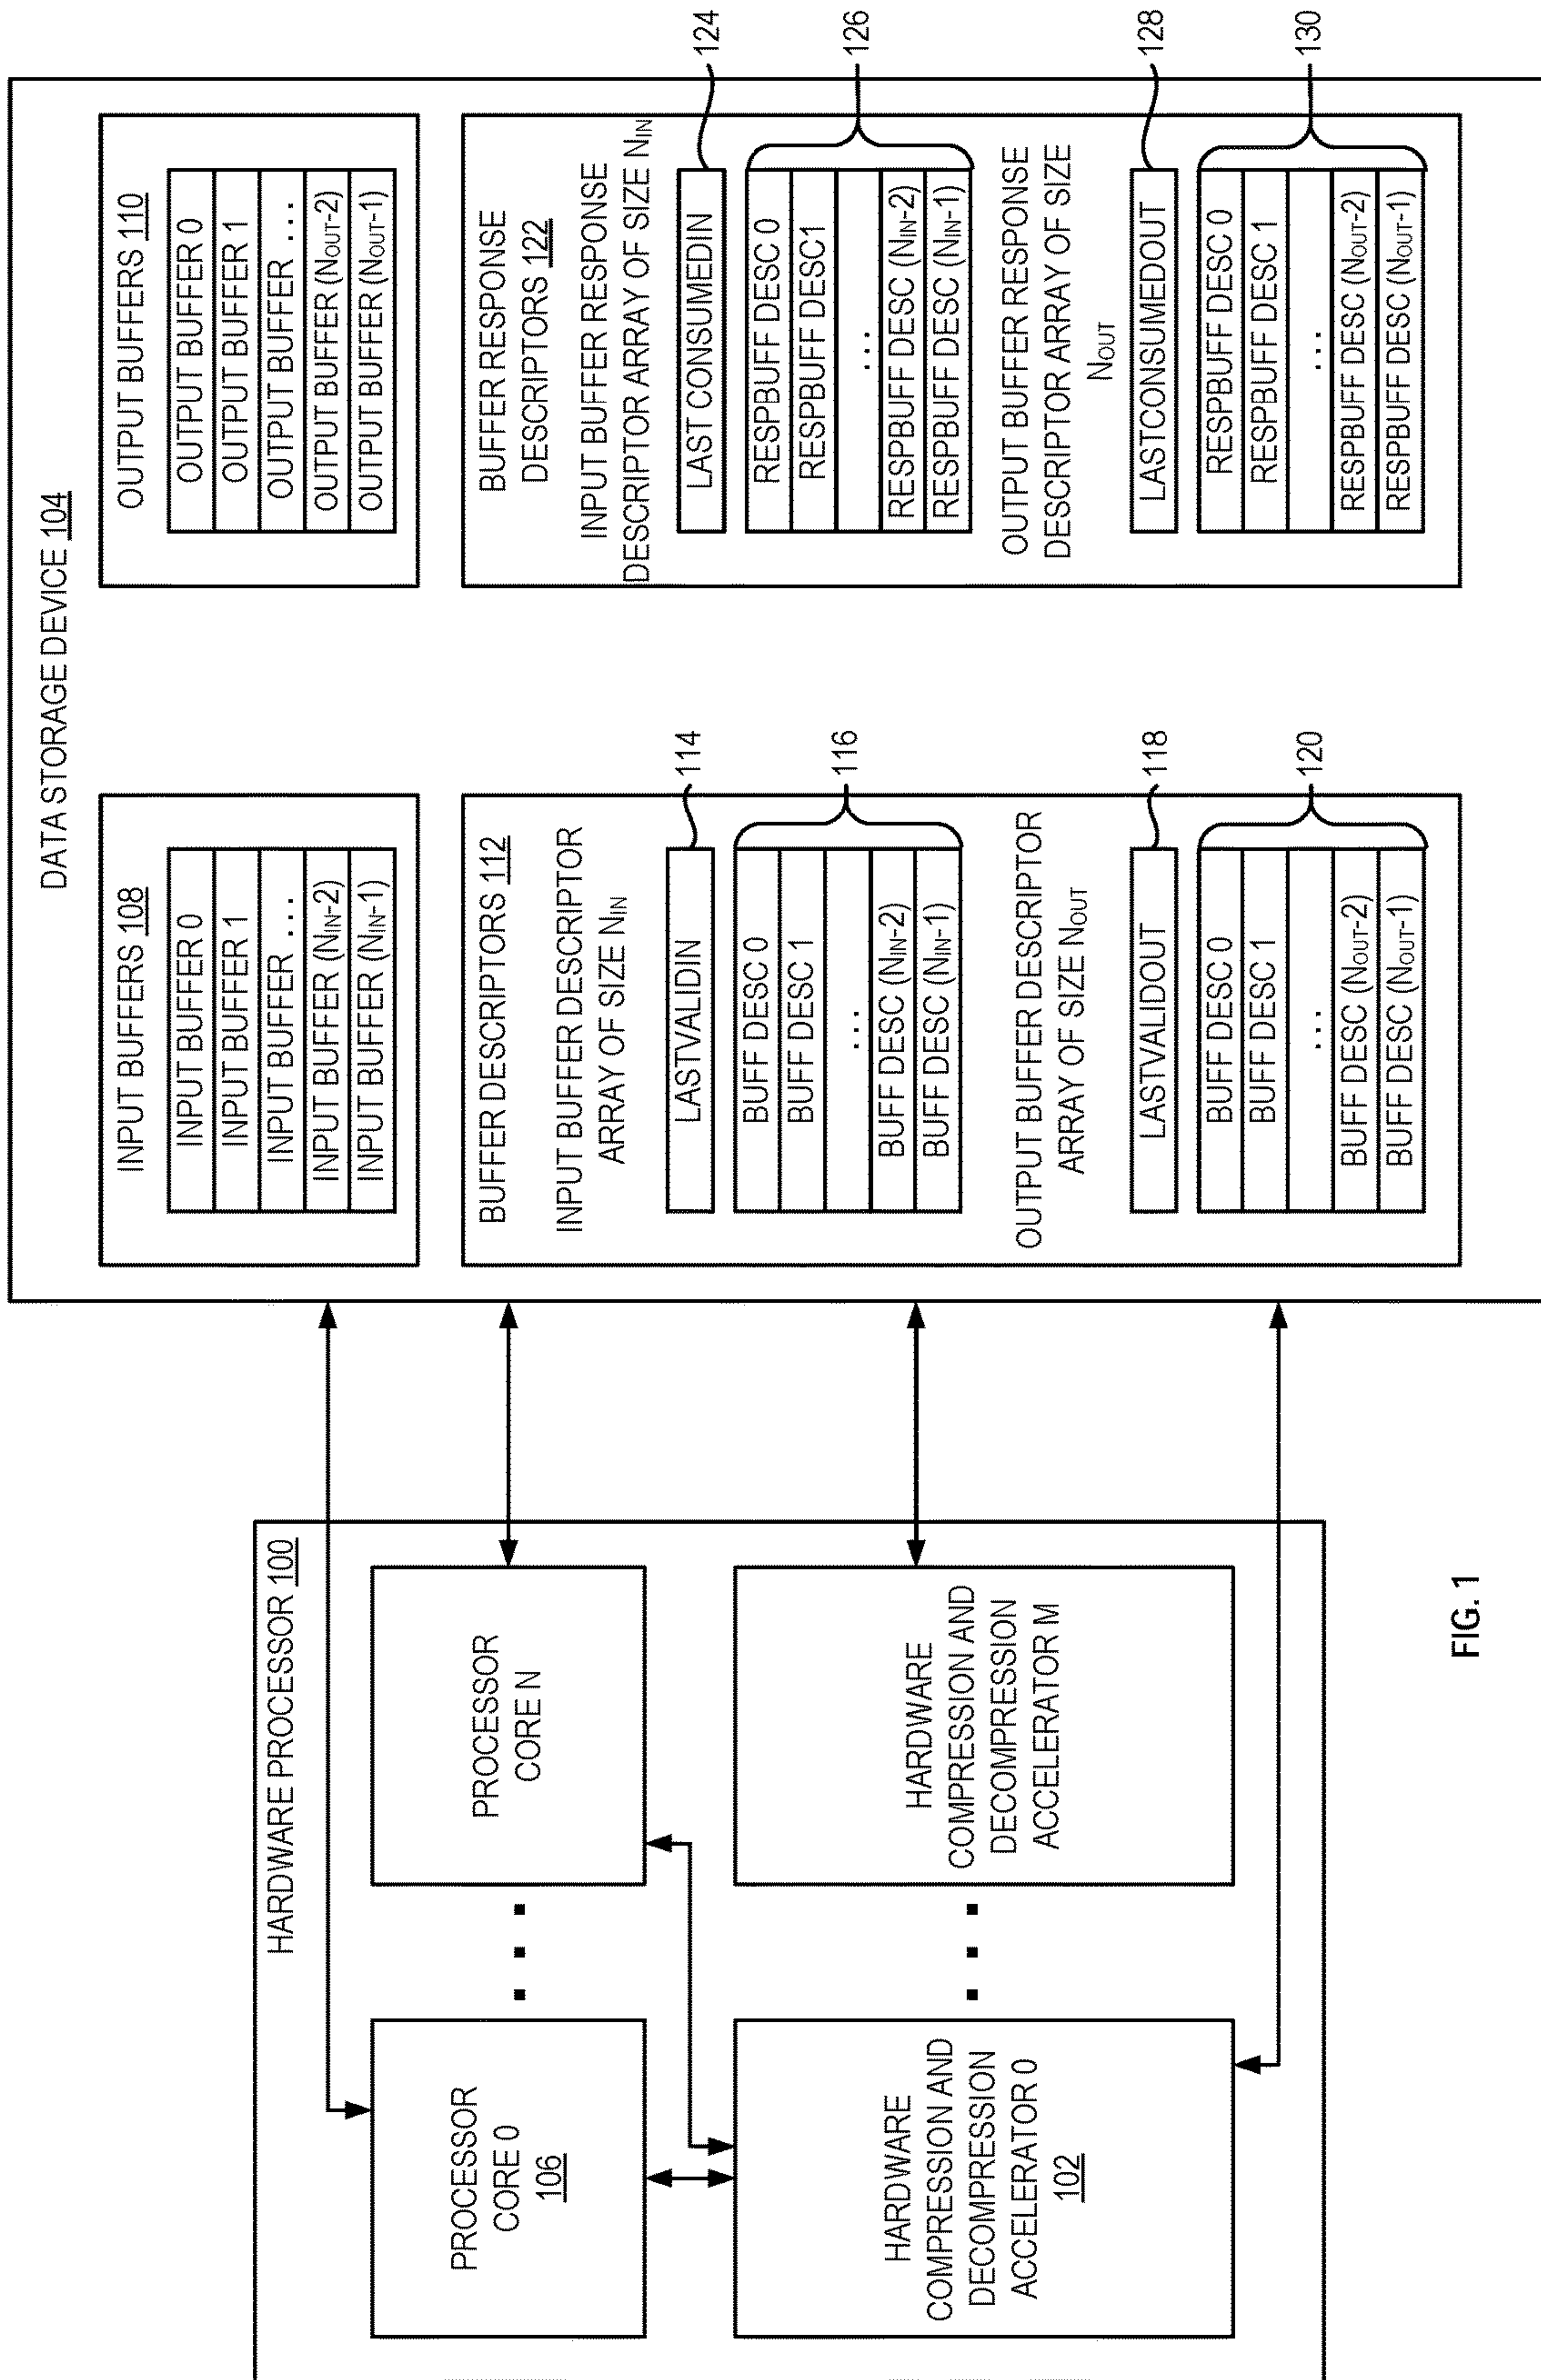 HARDWARE PROCESSOR 100
PROCESSOR
CORE 0
106
PROCESSOR
CORE N
HARDWARE
COMPRESSION AND
DECOMPRESSION
ACCELERATOR 0
102
HARDWARE
COMPRESSION AND
DECOMPRESSION
ACCELERATOR M
DATA STORAGE DEVICE 104
INPUT BUFFERS 108
INPUT BUFFER 0
INPUT BUFFER 1
INPUT BUFFER ...
INPUT BUFFER (NIN-2)
INPUT BUFFER (NIN-1)
OUTPUT BUFFERS 110
OUTPUT BUFFER 0
OUTPUT BUFFER 1
OUTPUT BUFFER ...
OUTPUT BUFFER (NOUT-2)
OUTPUT BUFFER (NOUT-1)
BUFFER DESCRIPTORS 112
INPUT BUFFER DESCRIPTOR
ARRAY OF SIZE NIN
LASTVALIDIN
114
BUFF DESC 0
BUFF DESC 1
...
BUFF DESC (NIN-2)
BUFF DESC (NIN-1)
116
OUTPUT BUFFER DESCRIPTOR
ARRAY OF SIZE NOUT
LASTVALIDOUT
118
BUFF DESC 0
BUFF DESC 1
...
BUFF DESC (NOUT-2)
BUFF DESC (NOUT-1)
120
BUFFER RESPONSE
DESCRIPTORS 122
INPUT BUFFER RESPONSE
DESCRIPTOR ARRAY OF SIZE NIN
LAST CONSUMEDIN
124
RESPBUFF DESC 0
RESPBUFF DESC1
...
RESPBUFF DESC (NIN-2)
RESPBUFF DESC (NIN-1)
126
OUTPUT BUFFER RESPONSE
DESCRIPTOR ARRAY OF SIZE
NOUT
LASTCONSUMEDOUT
128
RESPBUFF DESC 0
RESPBUFF DESC 1
...
RESPBUFF DESC (NOUT-2)
RESPBUFF DESC (NOUT-1)
130
FIG. 1